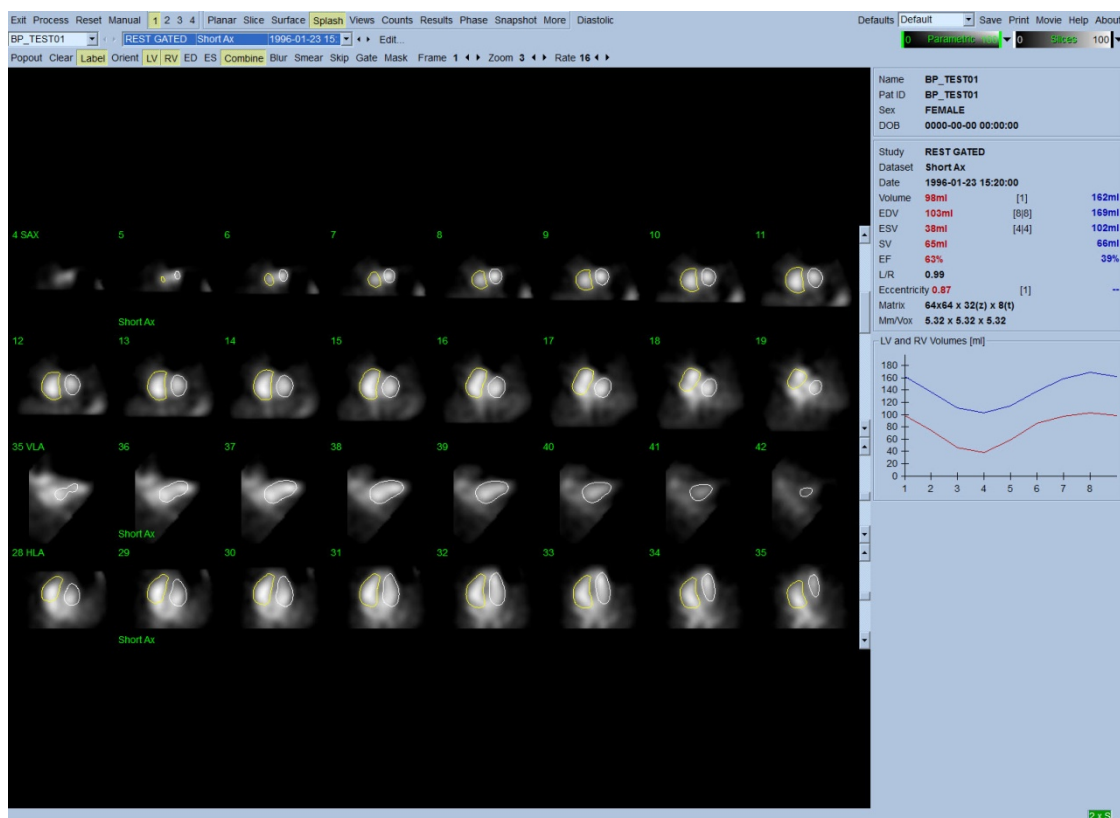 Exit Process Reset Manual 1 2 3 4 Planar Slice Surface Splash Views Counts Results Phase Snapshot More Diastolic Defaults Default Save Print Movie Help About
BP_TEST01 REST GATED Short Ax 1996-01-23 15: Edit... 0 Parametric 100 0 Slices 100
Popout Clear Label Orient LV RV ED ES Combine Blur Smear Skip Gate Mask Frame 1 Zoom 3 Rate 16
4 SAX 5 6 7 8 9 10 11
Short Ax
12 13 14 15 16 17 18 19
35 VLA 36 37 38 39 40 41 42
Short Ax
28 HLA 29 30 31 32 33 34 35
Short Ax
Name BP_TEST01
Pat ID BP_TEST01
Sex FEMALE
DOB 0000-00-00 00:00:00
Study REST GATED
Dataset Short Ax
Date 1996-01-23 15:20:00
Volume 98ml [1] 162ml
EDV 103ml [8|8] 169ml
ESV 38ml [4|4] 102ml
SV 65ml 66ml
EF 63% 39%
L/R 0.99
Eccentricity 0.87 [1] --
Matrix 64x64 x 32(z) x 8(t)
Mm/Vox 5.32 x 5.32 x 5.32
LV and RV Volumes [ml]
180
160
140
120
100
80
60
40
20
0
1 2 3 4 5 6 7 8
2 x S